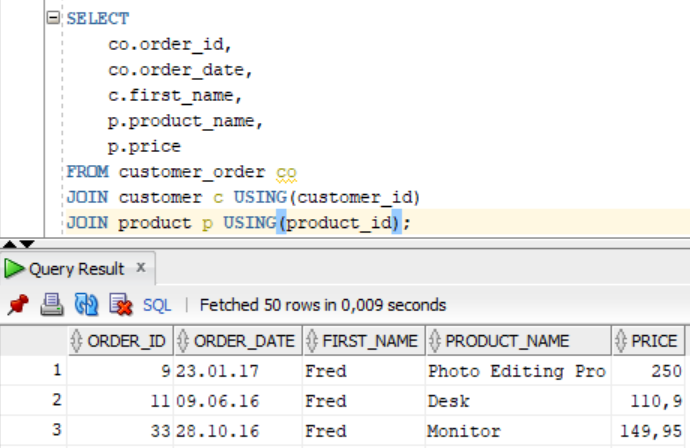 SELECT
co.order_id,
co.order_date,
c.first_name,
p.product_name,
p.price
FROM customer_order co
JOIN customer c USING(customer_id)
JOIN product p USING(product_id);
Query Result x
SQL | Fetched 50 rows in 0,009 seconds
ORDER_ID ORDER_DATE FIRST_NAME PRODUCT_NAME PRICE
1 9 23.01.17 Fred Photo Editing Pro 250
2 11 09.06.16 Fred Desk 110,9
3 33 28.10.16 Fred Monitor 149,95